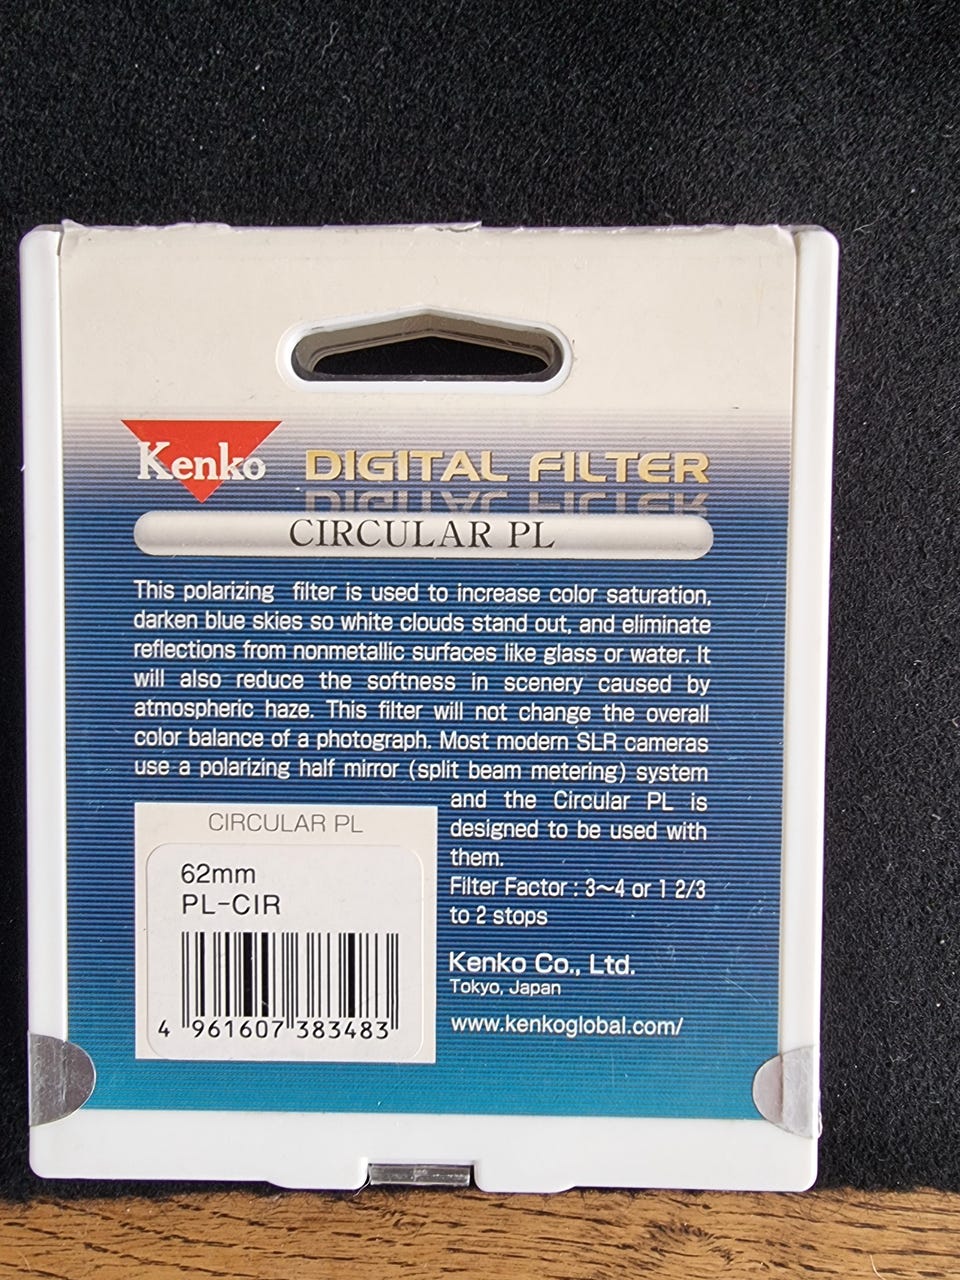 Kenko
DIGITAL FILTER
CIRCULAR PL
This polarizing filter is used to increase color saturation,
darken blue skies so white clouds stand out, and eliminate
reflections from nonmetallic surfaces like glass or water. It
will also reduce the softness in scenery caused by
atmospheric haze. This filter will not change the overall
color balance of a photograph. Most modern SLR cameras
use a polarizing half mirror (split beam metering) system
and the Circular PL is
designed to be used with
them.
Filter Factor : 3~4 or 1 2/3
to 2 stops
Kenko Co., Ltd.
Tokyo, Japan
www.kenkoglobal.com/
CIRCULAR PL
62mm
PL-CIR
4 961607 383483